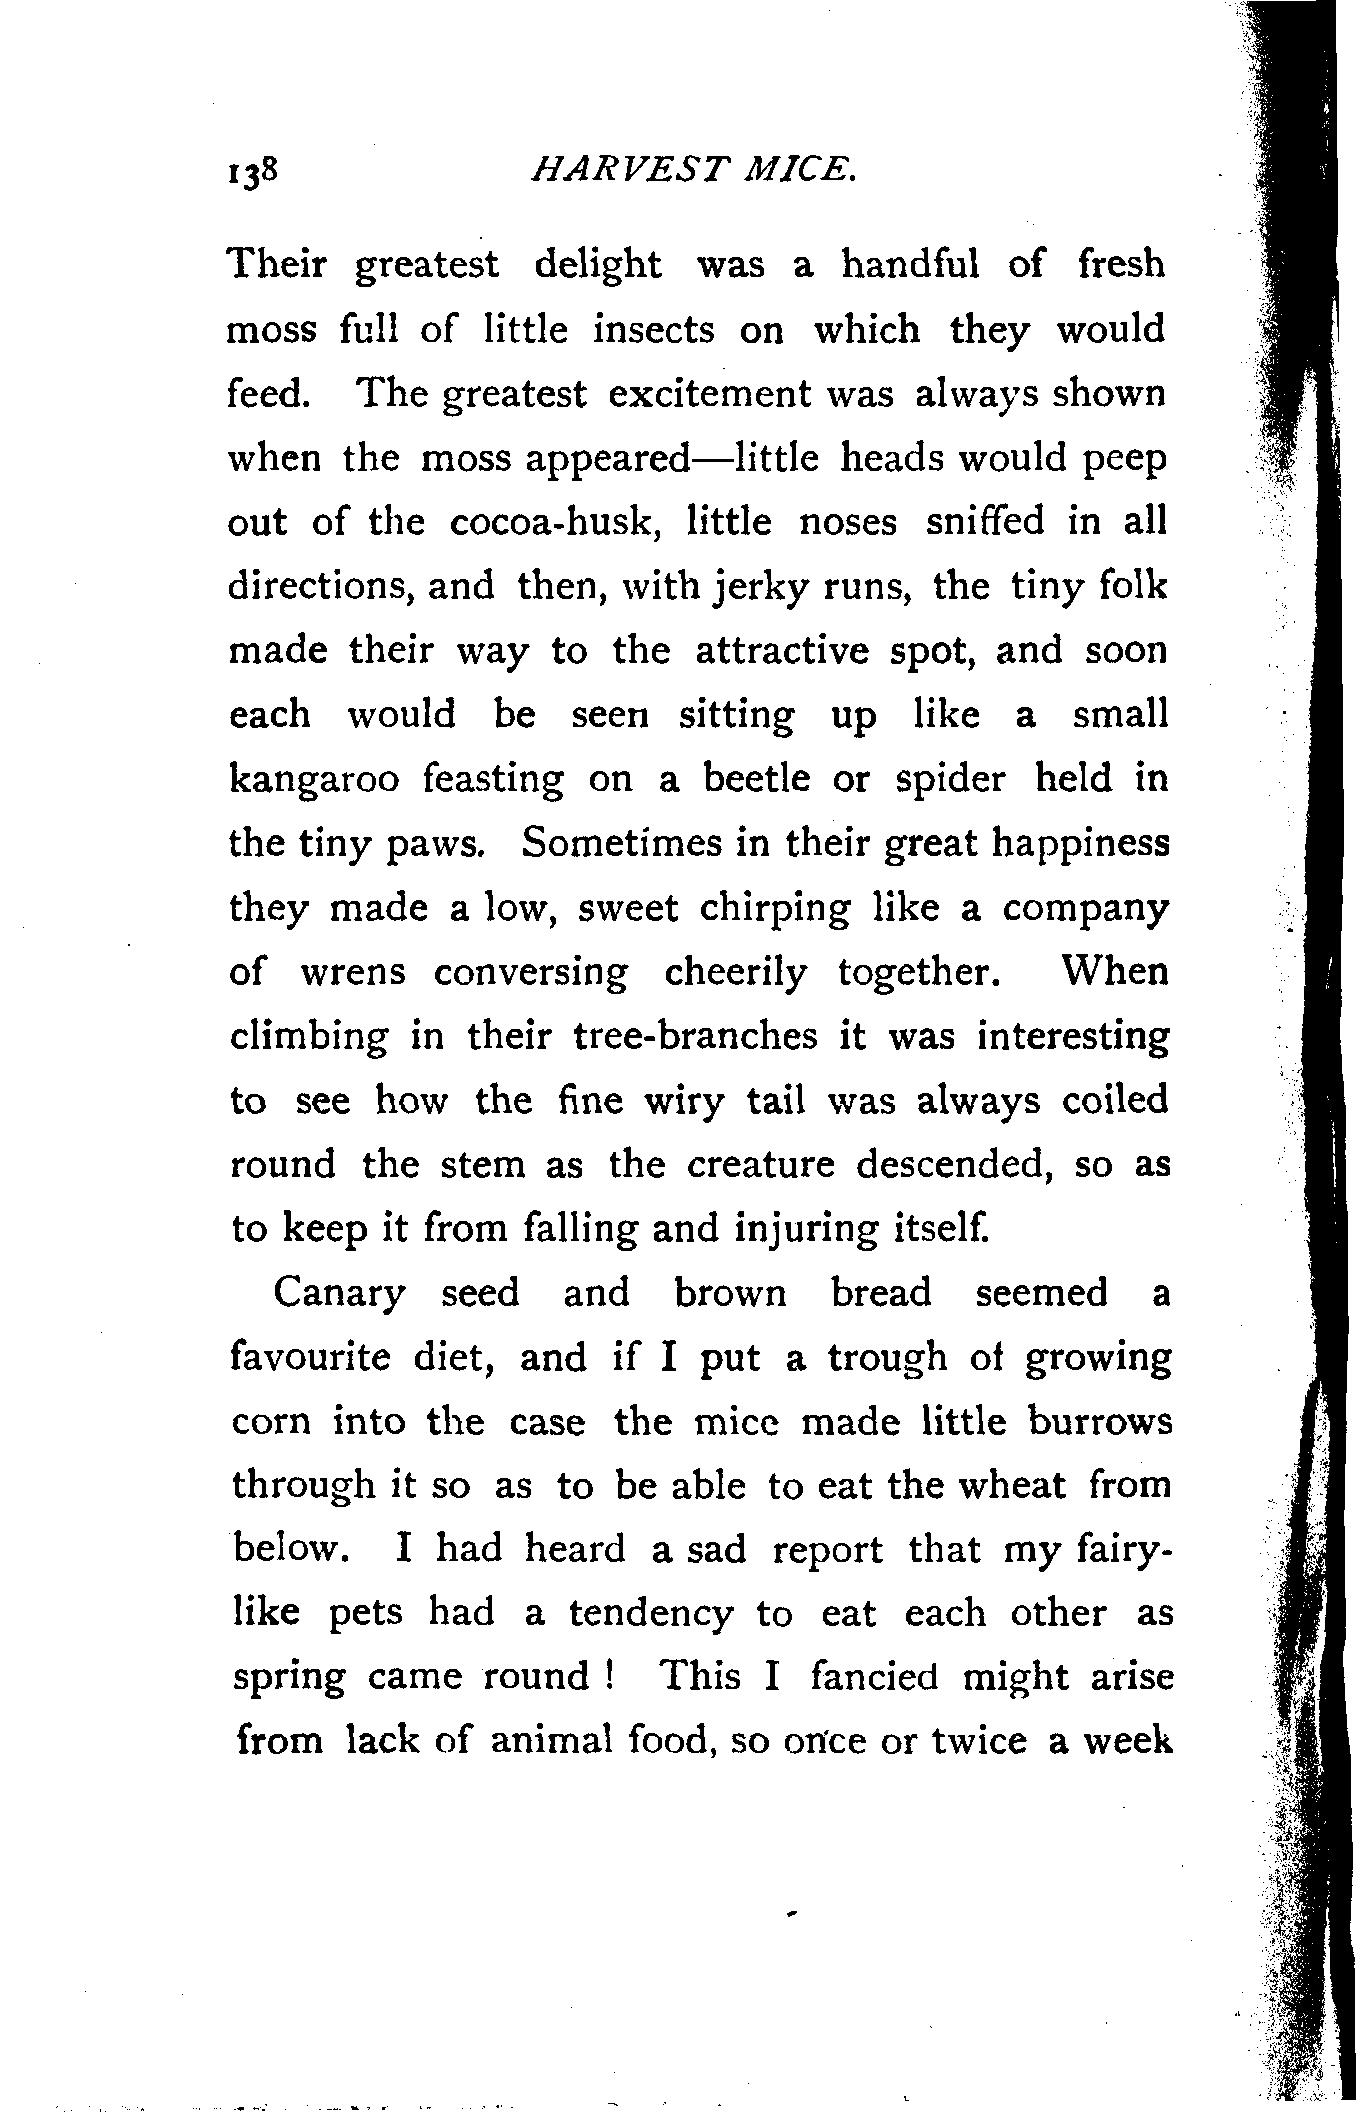 138 HARVEST MICE.
Their greatest delight was a handful of fresh
moss full of little insects on which they would
feed. The greatest excitement was always shown
when the moss appeared—little heads would peep
out of the cocoa-husk, little noses sniffed in all
directions, and then, with jerky runs, the tiny folk
made their way to the attractive spot, and soon
each would be seen sitting up like a small
kangaroo feasting on a beetle or spider held in
the tiny paws. Sometimes in their great happiness
they made a low, sweet chirping like a company
of wrens conversing cheerily together. When
climbing in their tree-branches it was interesting
to see how the fine wiry tail was always coiled
round the stem as the creature descended, so as
to keep it from falling and injuring itself.
Canary seed and brown bread seemed a
favourite diet, and if I put a trough of growing
corn into the case the mice made little burrows
through it so as to be able to eat the wheat from
below. I had heard a sad report that my fairy-
like pets had a tendency to eat each other as
spring came round ! This I fancied might arise
from lack of animal food, so once or twice a week